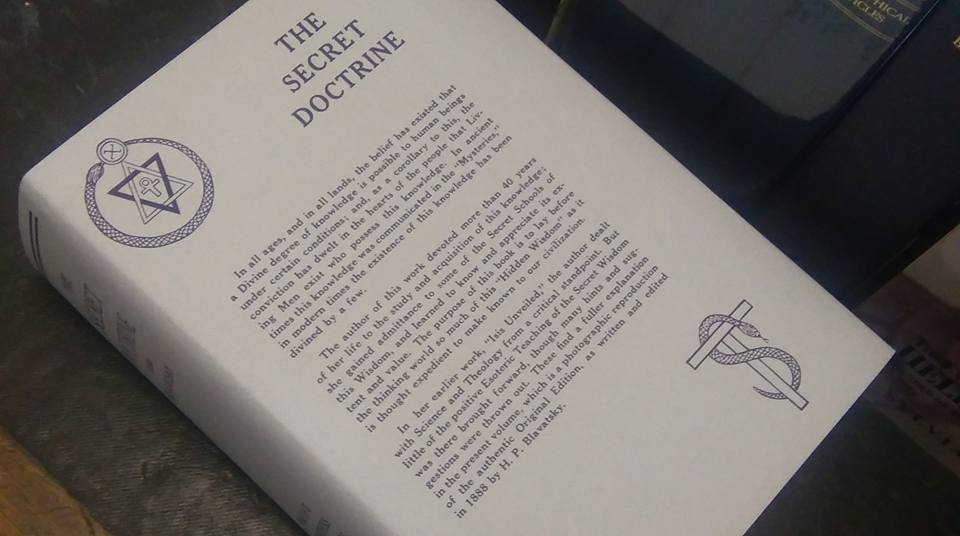 THE
SECRET
DOCTRINE
In all ages, and in all lands, the belief has existed that
a Divine degree of knowledge is possible to human beings
under certain conditions; and, as a corollary to this, the
conviction has dwelt in the hearts of the people that Liv-
ing Men exist who possess this knowledge. In ancient
times this knowledge was communicated in the "Mysteries,"
in modern times the existence of this knowledge has been
divined by a few.
The author of this work devoted more than 40 years
of her life to the study and acquisition of this knowledge;
she gained admittance to some of the Secret Schools of
this Wisdom, and learned to know and appreciate its ex-
tent and value. The purpose of this book is to lay before
the thinking world so much of this "Hidden Wisdom" as it
is thought expedient to make known to our civilization.
In her earlier work, "Isis Unveiled," the author dealt
with Science and Theology from a critical standpoint. But
little of the positive Esoteric Teaching of the Secret Wisdom
was there brought forward, though many hints and sug-
gestions were thrown out. These find a fuller explanation
in the present volume, which is a photographic reproduction
of the authentic Original Edition, as written and edited
in 1888 by H. P. Blavatsky.